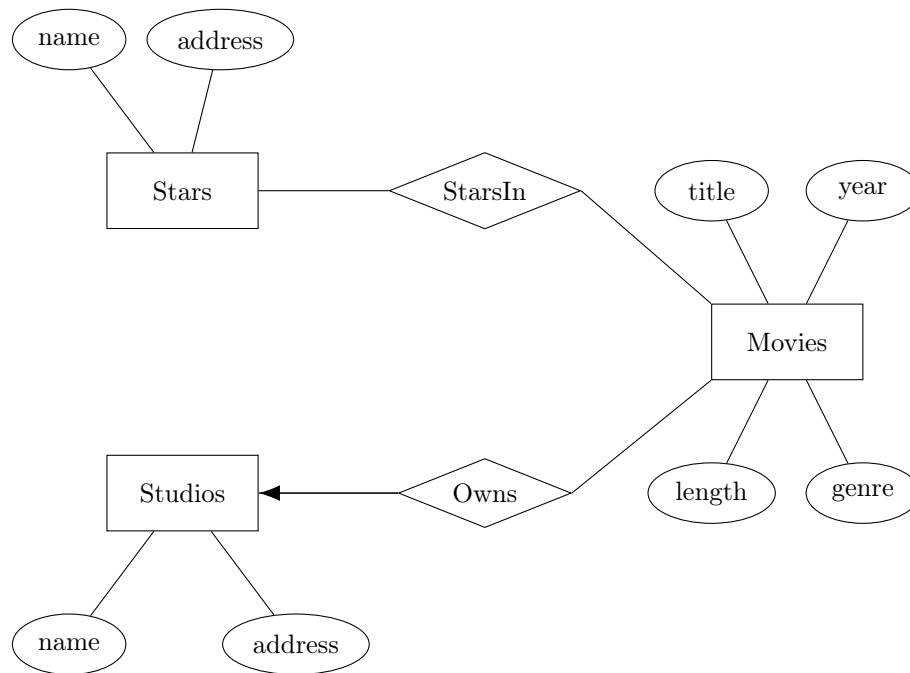 name
address
Stars
StarsIn
title
year
Movies
Studios
Owns
length
genre
name
address